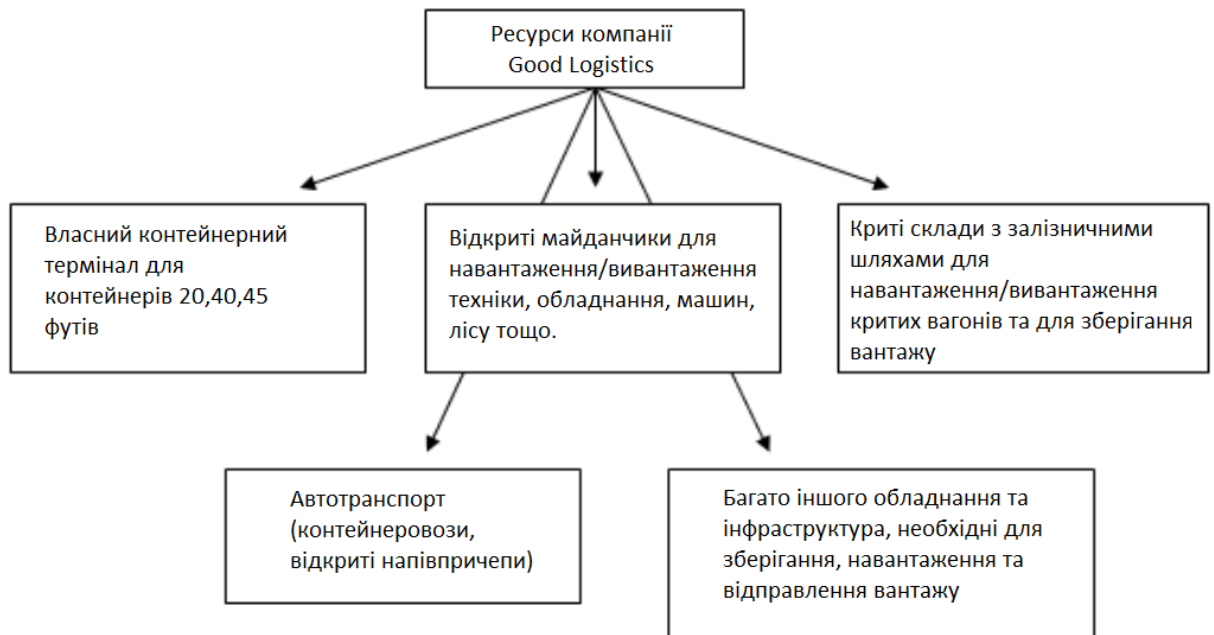 Ресурси компанії
Good Logistics
Власний контейнерний
термінал для
контейнерів 20,40,45
футів
Відкриті майданчики для
навантаження/вивантаження
техніки, обладнання, машин,
лісу тощо.
Криті склади з залізничними
шляхами для
навантаження/вивантаження
критих вагонів та для зберігання
вантажу
Автотранспорт
(контейнеровози,
відкриті напівпричепи)
Багато іншого обладнання та
інфраструктура, необхідні для
зберігання, навантаження та
відправлення вантажу